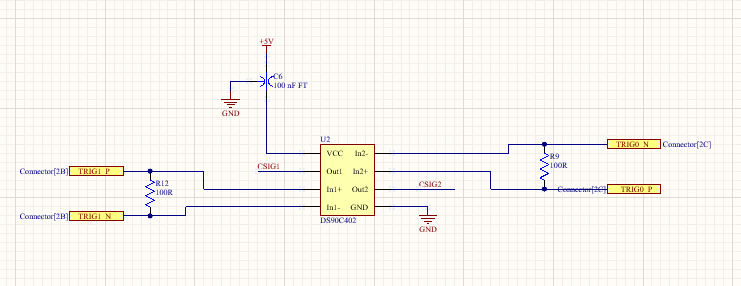 +5V
C6
100 nF FT
GND
U2
VCC In2-
Out1 In2+
In1+ Out2
In1- GND
DS90C402
CSIG1
CSIG2
GND
Connector[2B] TRIG1_P
R12
100R
Connector[2B] TRIG1_N
TRIG0_N Connector[2C]
R9
100R
Connector[2C] TRIG0_P